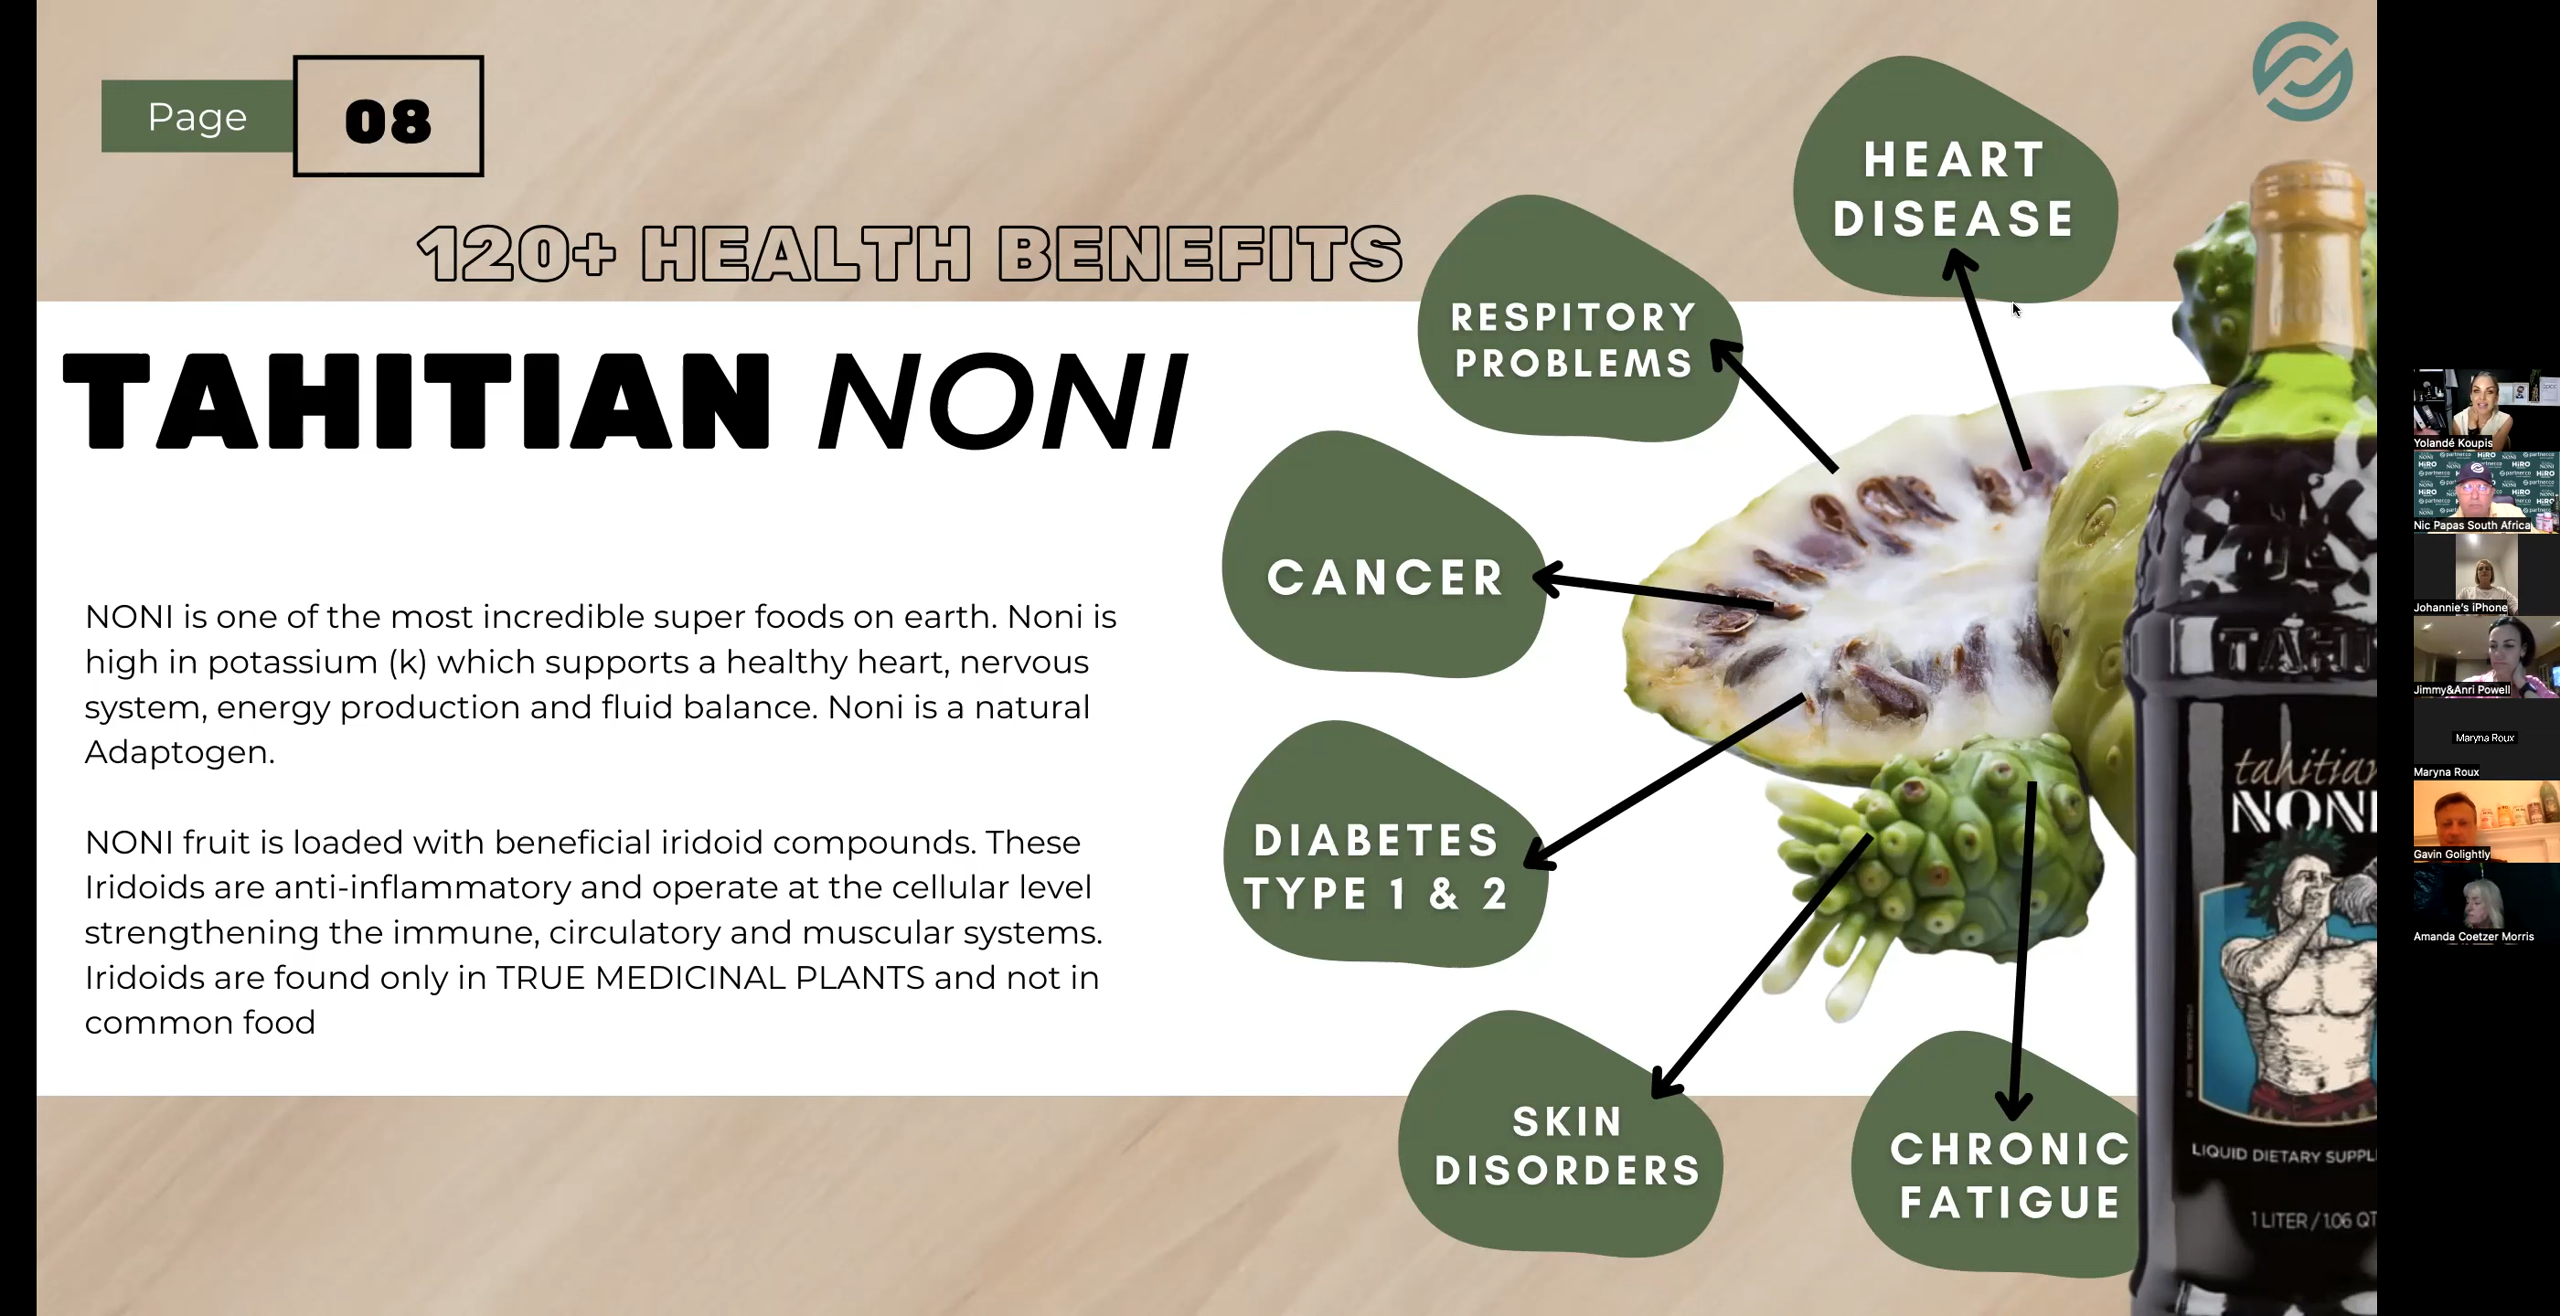 Page
08
120+ HEALTH BENEFITS
TAHITIAN NONI
NONI is one of the most incredible super foods on earth. Noni is
high in potassium (k) which supports a healthy heart, nervous
system, energy production and fluid balance. Noni is a natural
Adaptogen.
NONI fruit is loaded with beneficial iridoid compounds. These
Iridoids are anti-inflammatory and operate at the cellular level
strengthening the immune, circulatory and muscular systems.
Iridoids are found only in TRUE MEDICINAL PLANTS and not in
common food
HEART
DISEASE
RESPITORY
PROBLEMS
CANCER
DIABETES
TYPE 1 & 2
SKIN
DISORDERS
CHRONIC
FATIGUE
TAHI
tahitian
NONI
LIQUID DIETARY SUPPL
1 LITER / 1.06 QT
Yolandé Koupis
Nic Papas South Africa
Johannie's iPhone
Jimmy&Anri Powell
Maryna Roux
Maryna Roux
Gavin Golightly
Amanda Coetzer Morris